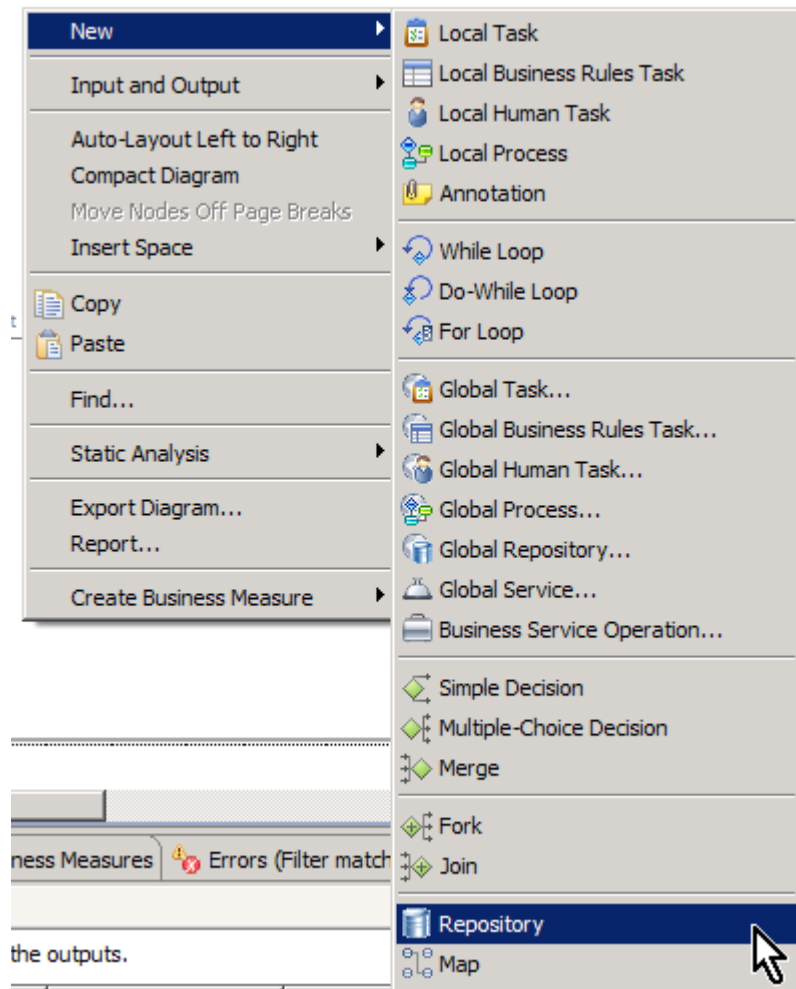 New
Input and Output
Auto-Layout Left to Right
Compact Diagram
Move Nodes Off Page Breaks
Insert Space
Copy
Paste
Find...
Static Analysis
Export Diagram...
Report...
Create Business Measure
Local Task
Local Business Rules Task
Local Human Task
Local Process
Annotation
While Loop
Do-While Loop
For Loop
Global Task...
Global Business Rules Task...
Global Human Task...
Global Process...
Global Repository...
Global Service...
Business Service Operation...
Simple Decision
Multiple-Choice Decision
Merge
Fork
Join
Repository
Map
t
ness Measures
Errors (Filter match
the outputs.